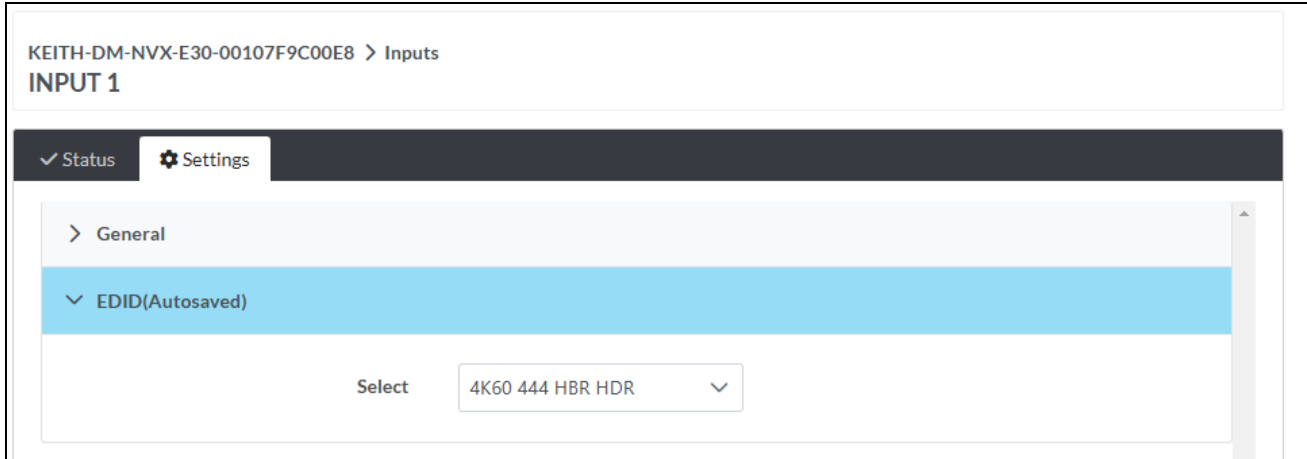 KEITH-DM-NVX-E30-00107F9C00E8 > Inputs
INPUT 1
Status Settings
General
EDID(Autosaved)
Select 4K60 444 HBR HDR